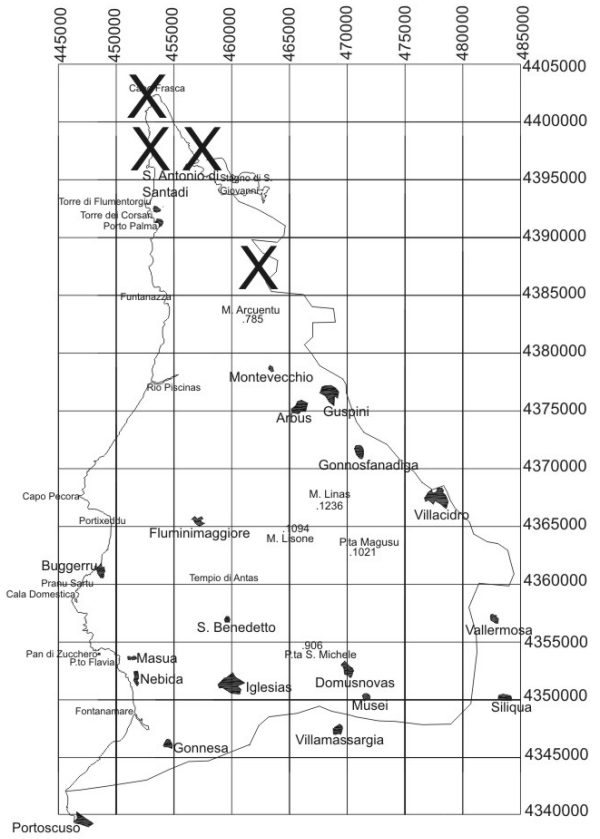 445000 450000 455000 460000 465000 470000 475000 480000 485000
4405000
Capo Frasca
4400000
S. Antonio di
Santadi
Stagno di S.
Giovanni
4395000
Torre di Flumentorgiu
Torre dei Corsari
Porto Palma
4390000
Funtanazza
4385000
M. Arcuentu
.785
4380000
Montevecchio
Rio Piscinas
4375000
Arbus
Guspini
Gonnosfanadiga
4370000
Capo Pecora
M. Linas
.1236
Villacidro
Portixeddu
4365000
Fluminimaggiore
.1094
M. Lisone
P.ta Magusu
.1021
Buggerru
Tempio di Antas
4360000
Pranu Sartu
Cala Domestica
S. Benedetto
Vallermosa
4355000
Pan di Zucchero
P.to Flavia
Masua
.906
P.ta S. Michele
Nebida
Iglesias
Domusnovas
4350000
Musei
Siliqua
Fontanamare
Gonnesa
Villamassargia
4345000
4340000
Portoscuso